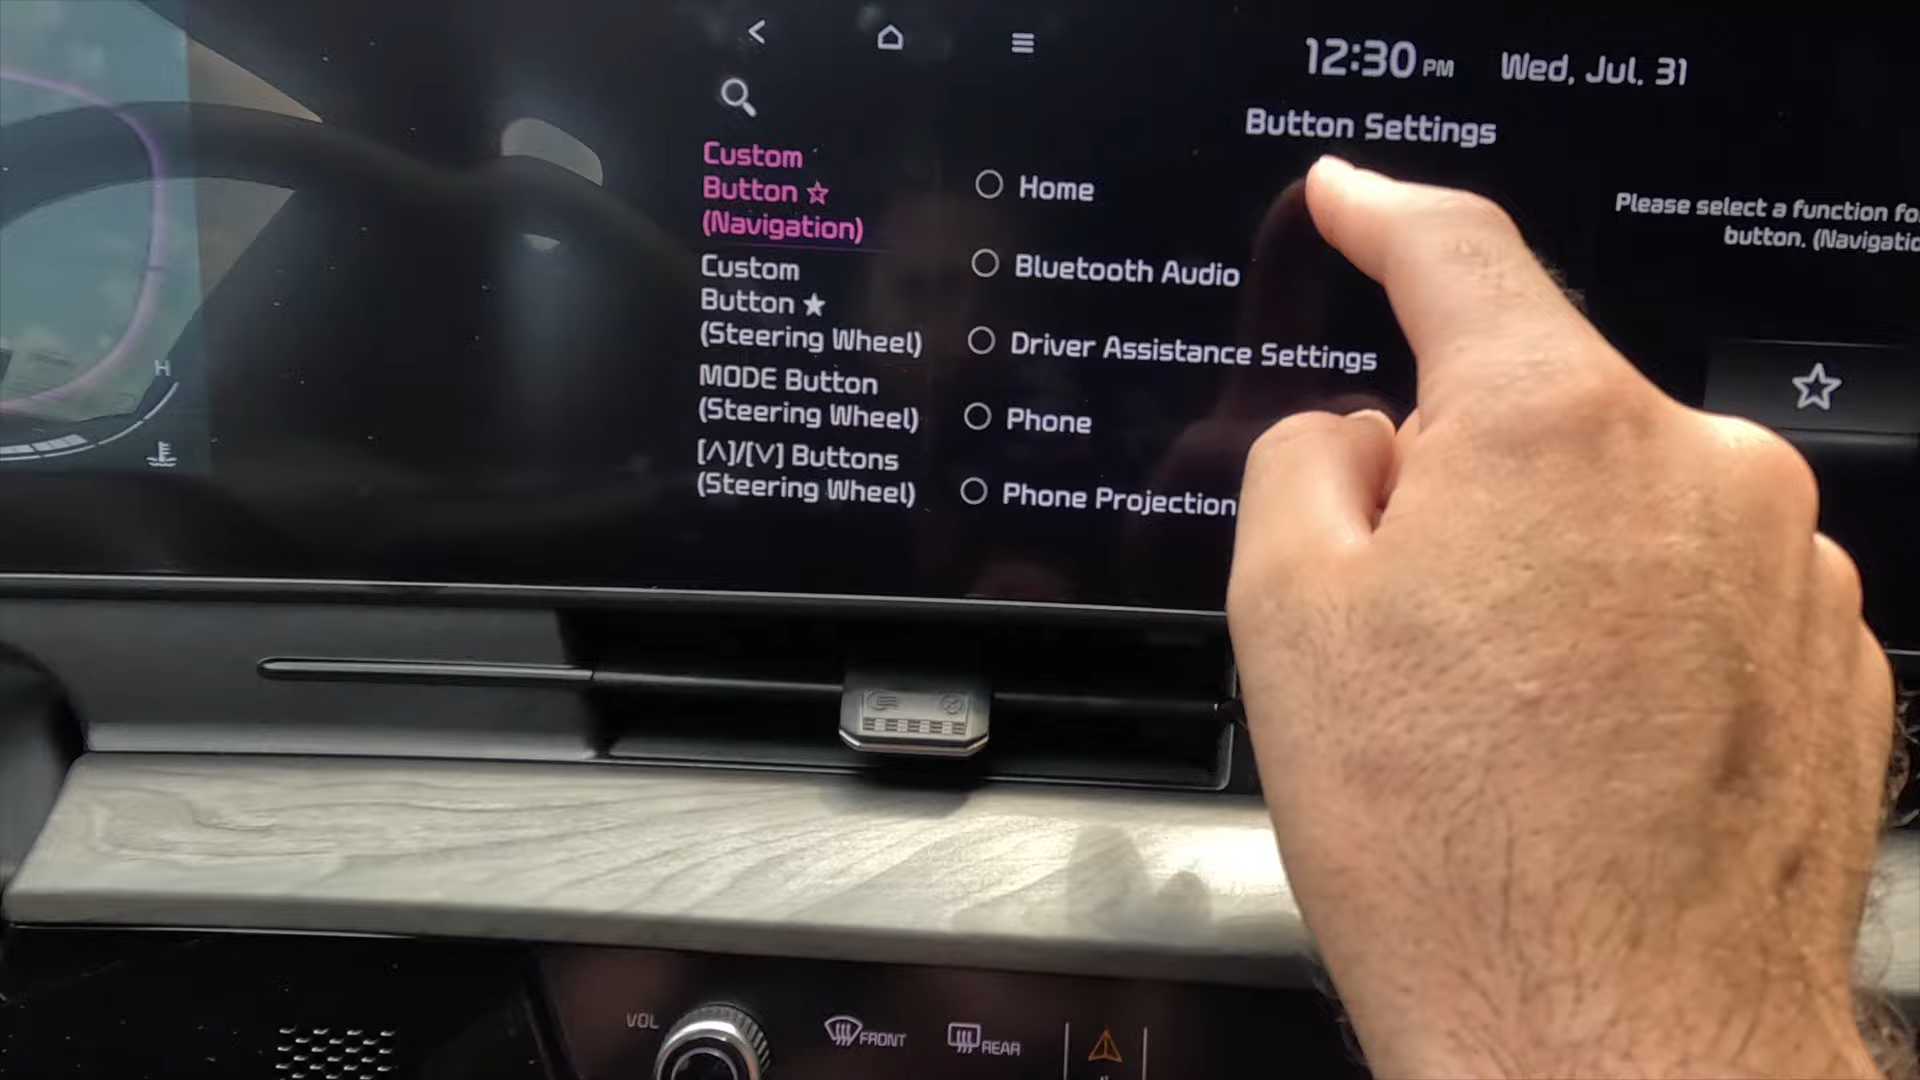 12:30 PM Wed, Jul. 31
Button Settings
Custom
Button ☆
(Navigation)
Custom
Button ★
(Steering Wheel)
MODE Button
(Steering Wheel)
[∧]/[∨] Buttons
(Steering Wheel)
Home
Bluetooth Audio
Driver Assistance Settings
Phone
Phone Projection
Please select a function fo
button. (Navigatio
H
VOL
FRONT
REAR